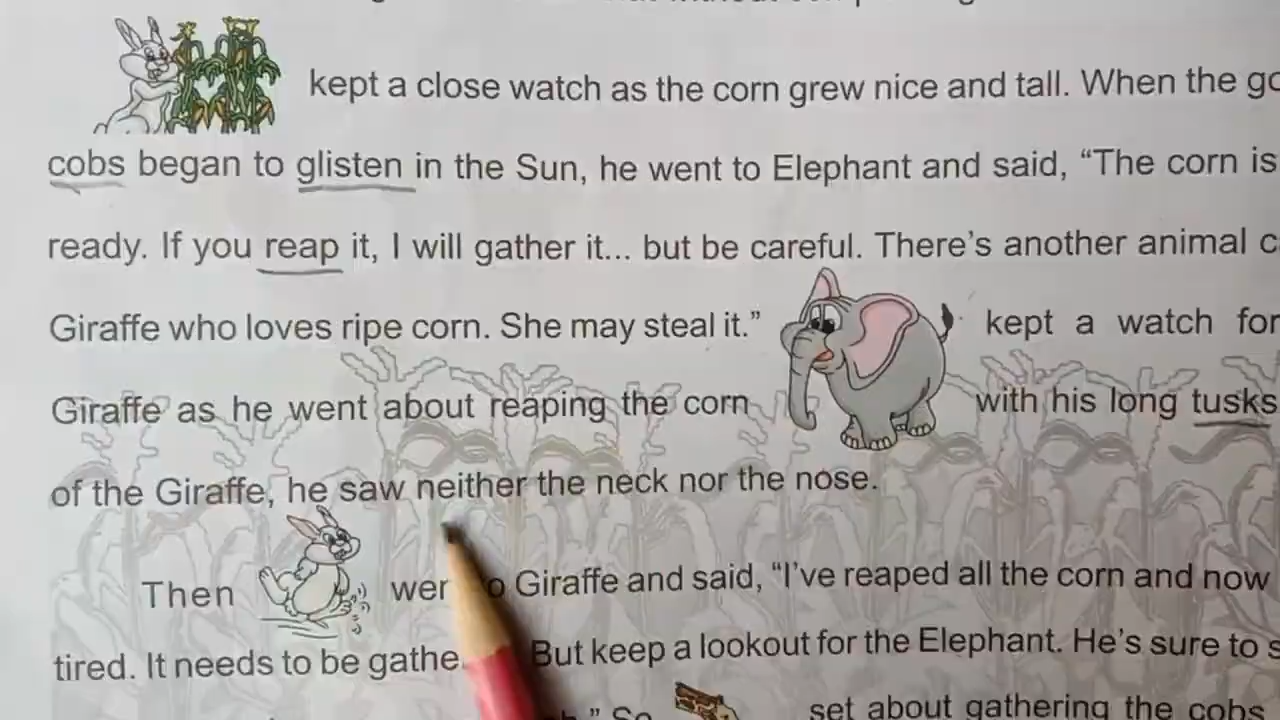 kept a close watch as the corn grew nice and tall. When the
cobs began to glisten in the Sun, he went to Elephant and said, “The corn is
ready. If you reap it, I will gather it... but be careful. There’s another animal
Giraffe who loves ripe corn. She may steal it.” kept a watch for
Giraffe as he went about reaping the corn with his long tusks
of the Giraffe, he saw neither the neck nor the nose.
Then to Giraffe and said, “I’ve reaped all the corn and now
tired. It needs to be But keep a lookout for the Elephant. He’s sure to
” So set about gathering the cobs